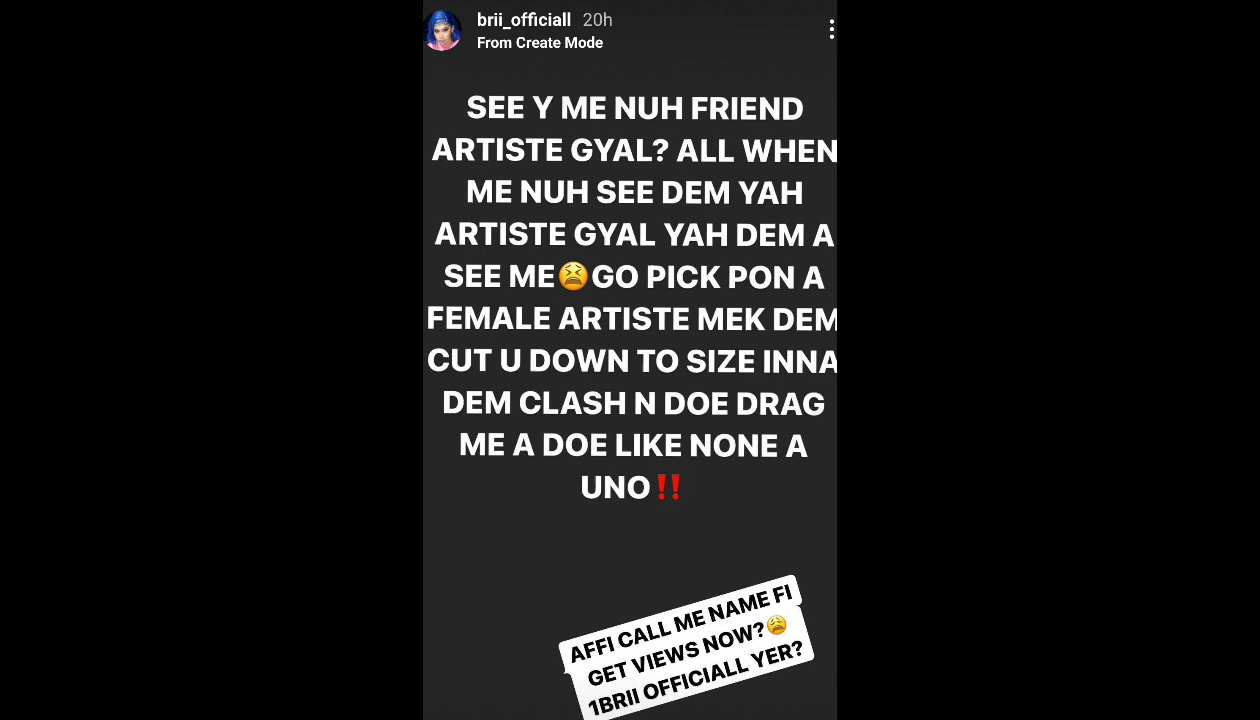 brii_officiall 20h
From Create Mode
SEE Y ME NUH FRIEND
ARTISTE GYAL? ALL WHEN
ME NUH SEE DEM YAH
ARTISTE GYAL YAH DEM A
SEE ME😫GO PICK PON A
FEMALE ARTISTE MEK DEM
CUT U DOWN TO SIZE INNA
DEM CLASH N DOE DRAG
ME A DOE LIKE NONE A
UNO‼️
AFFI CALL ME NAME FI
GET VIEWS NOW?😩
1BRII OFFICIALL YER?